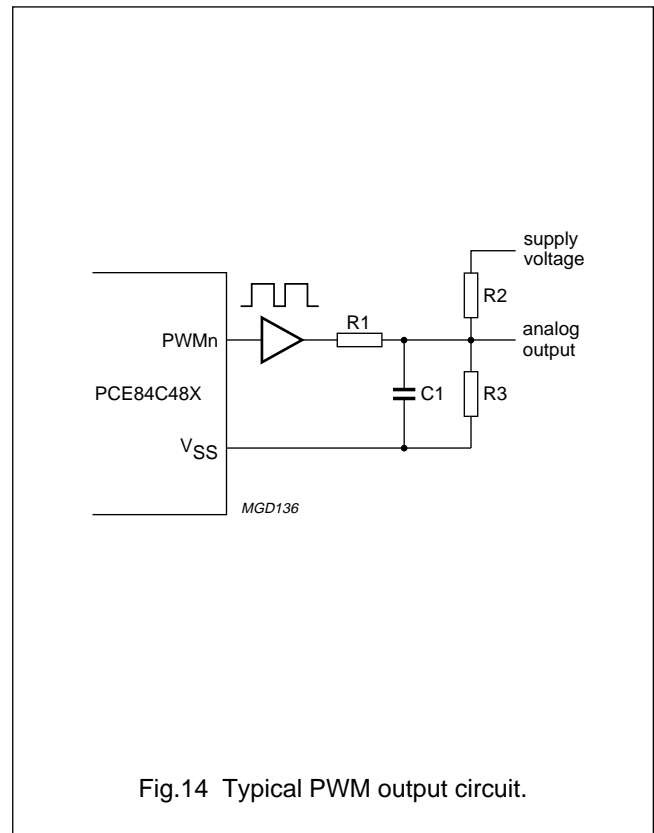 supply
voltage
R2
R1
analog
output
PWMn
C1
R3
PCE84C48X
VSS
MGD136
Fig.14 Typical PWM output circuit.